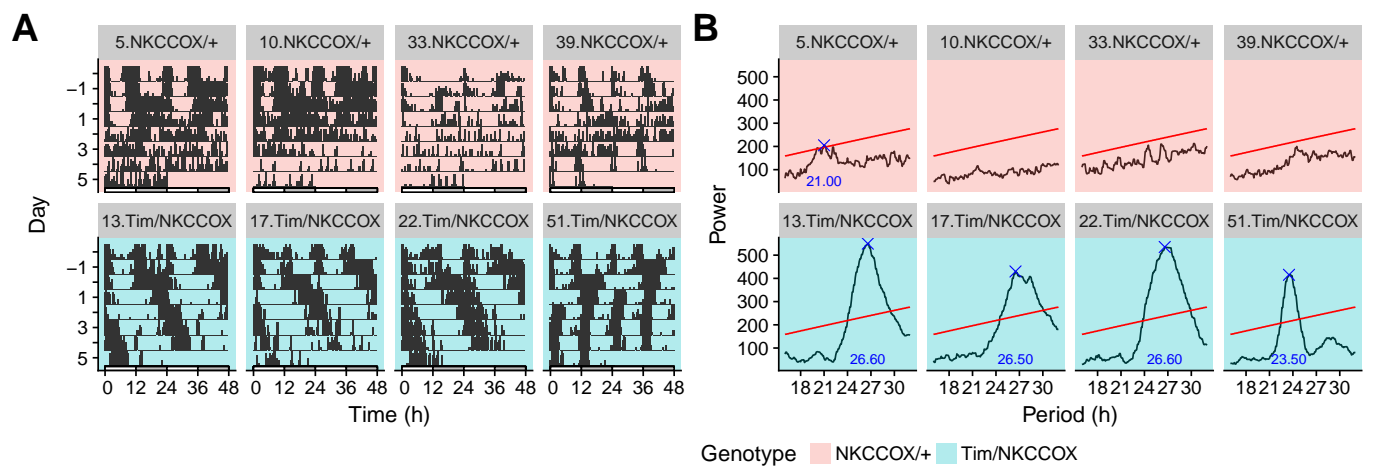 A
B
5.NKCCOX/+ 10.NKCCOX/+ 33.NKCCOX/+ 39.NKCCOX/+
−1
1
3
5
13.Tim/NKCCOX 17.Tim/NKCCOX 22.Tim/NKCCOX 51.Tim/NKCCOX
−1
1
3
5
Day
0 12 24 36 48 0 12 24 36 48 0 12 24 36 48 0 12 24 36 48
Time (h)
5.NKCCOX/+ 10.NKCCOX/+ 33.NKCCOX/+ 39.NKCCOX/+
500
400
300
200
100
21.00
13.Tim/NKCCOX 17.Tim/NKCCOX 22.Tim/NKCCOX 51.Tim/NKCCOX
500
400
300
200
100
26.60 26.50 26.60 23.50
Power
18 21 24 27 30 18 21 24 27 30 18 21 24 27 30 18 21 24 27 30
Period (h)
Genotype NKCCOX/+ Tim/NKCCOX